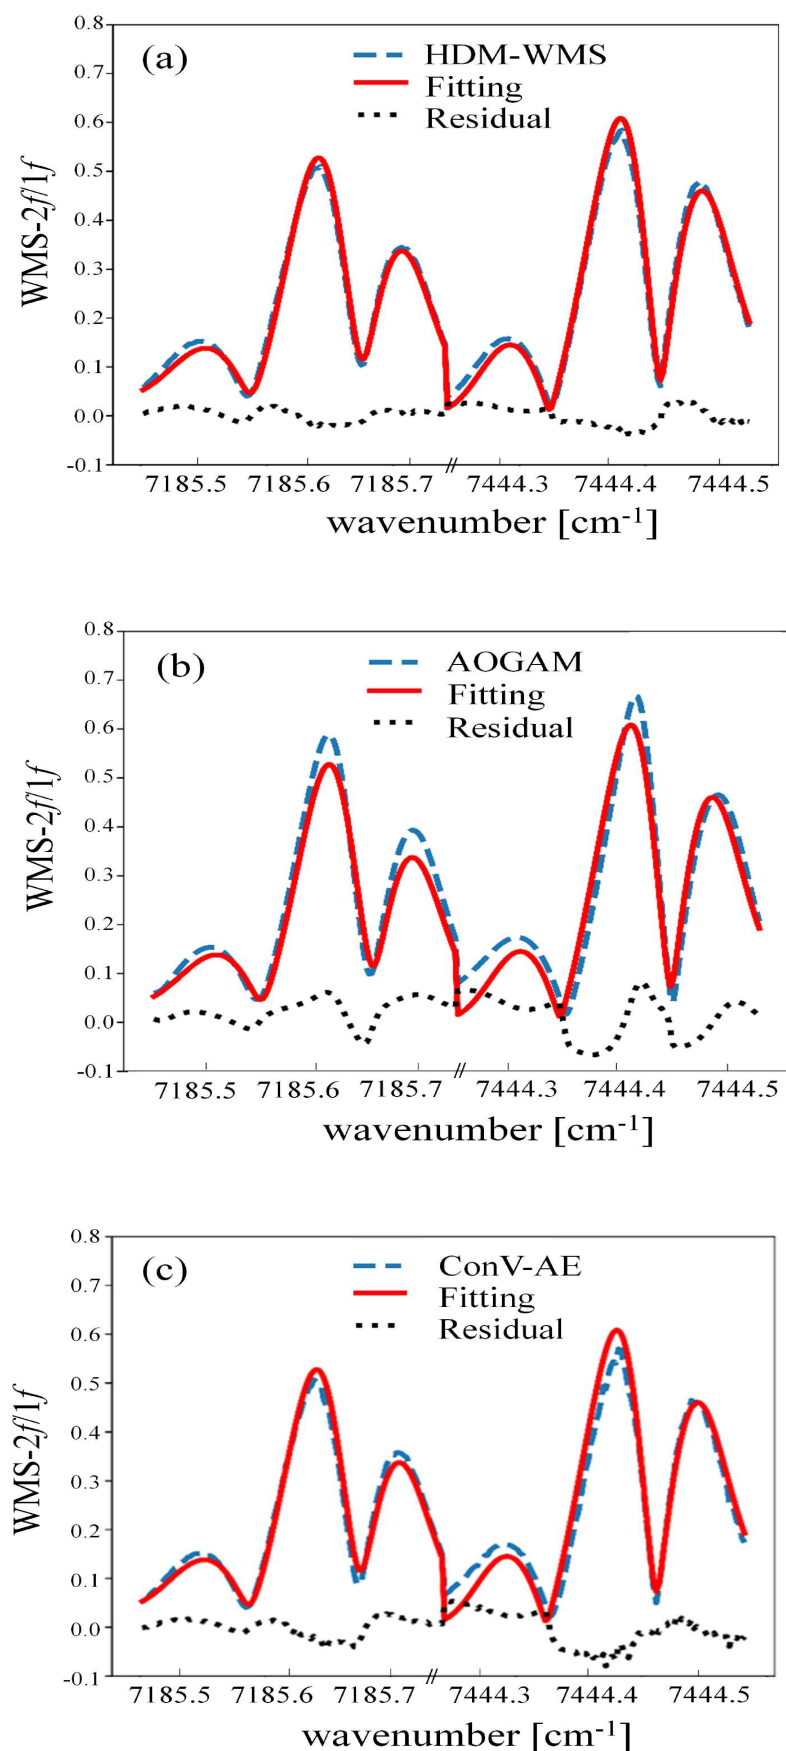 0.8
(a)
HDM-WMS
0.7
Fitting
Residual
0.6
0.5
WMS-2f/1f
0.4
0.3
0.2
0.1
0.0
-0.1
7185.5 7185.6 7185.7 // 7444.3 7444.4 7444.5
wavenumber [cm⁻¹]
0.8
(b)
AOGAM
0.7
Fitting
Residual
0.6
0.5
WMS-2f/1f
0.4
0.3
0.2
0.1
0.0
-0.1
7185.5 7185.6 7185.7 // 7444.3 7444.4 7444.5
wavenumber [cm⁻¹]
0.8
(c)
ConV-AE
0.7
Fitting
Residual
0.6
0.5
WMS-2f/1f
0.4
0.3
0.2
0.1
0.0
-0.1
7185.5 7185.6 7185.7 // 7444.3 7444.4 7444.5
wavenumber [cm⁻¹]